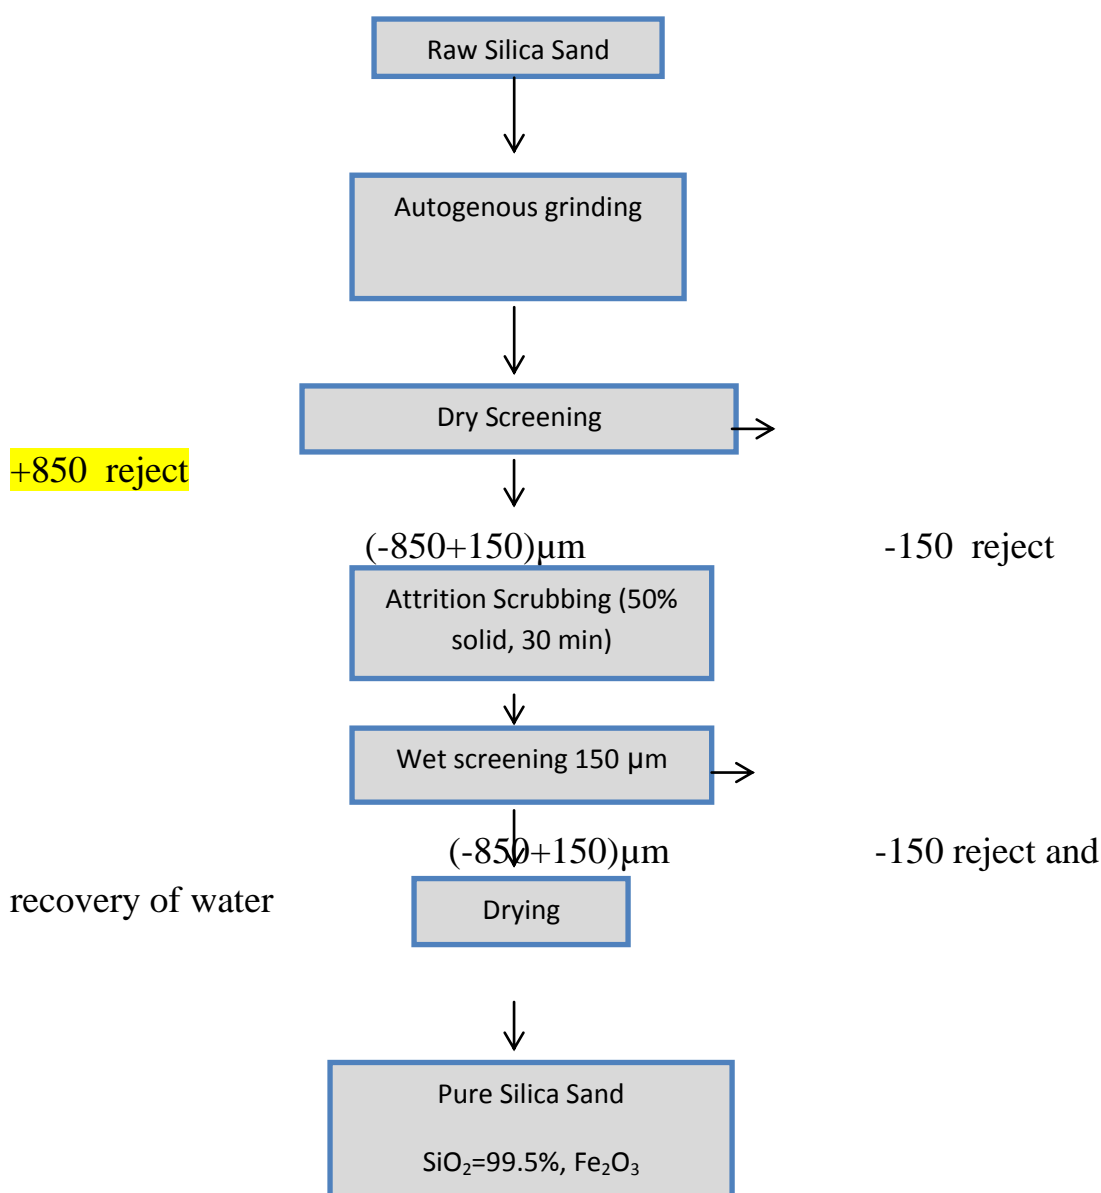 Raw Silica Sand
Autogenous grinding
Dry Screening
+850 reject
(-850+150)µm -150 reject
Attrition Scrubbing (50%
solid, 30 min)
Wet screening 150 µm
(-850+150)µm -150 reject and
recovery of water
Drying
Pure Silica Sand
SiO₂=99.5%, Fe₂O₃